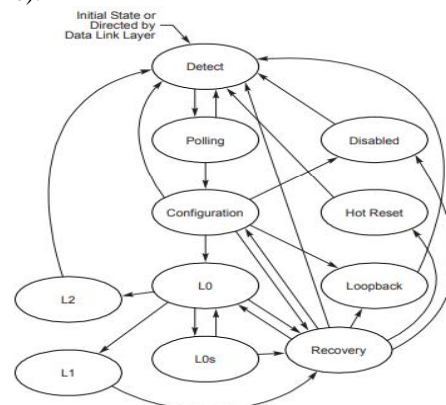 Initial State or
Directed by
Data Link Layer
Detect
Polling
Disabled
Configuration
Hot Reset
L0
Loopback
L2
L0s
Recovery
L1